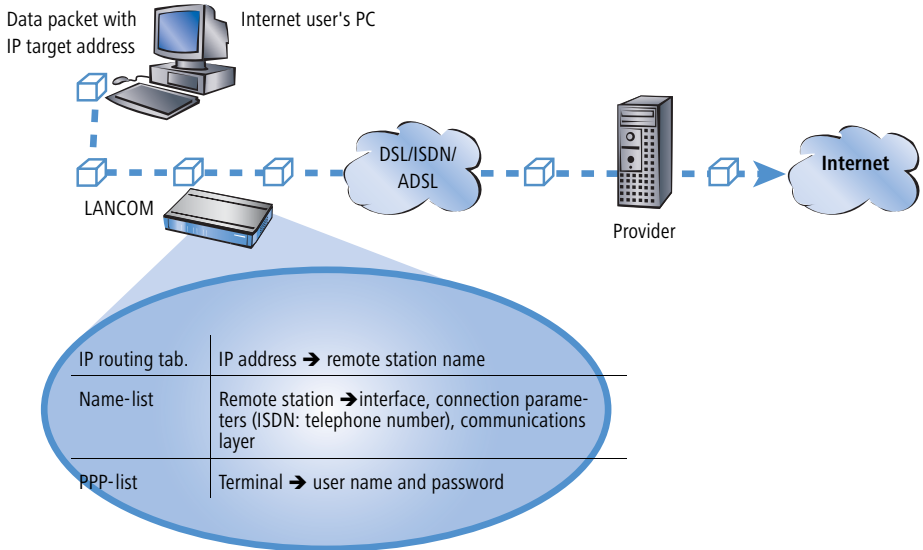 Data packet with
IP target address
Internet user's PC
DSL/ISDN/
ADSL
Internet
LANCOM
Provider
IP routing tab. IP address ➔ remote station name
Name-list Remote station ➔ interface, connection parame-
ters (ISDN: telephone number), communications
layer
PPP-list Terminal ➔ user name and password